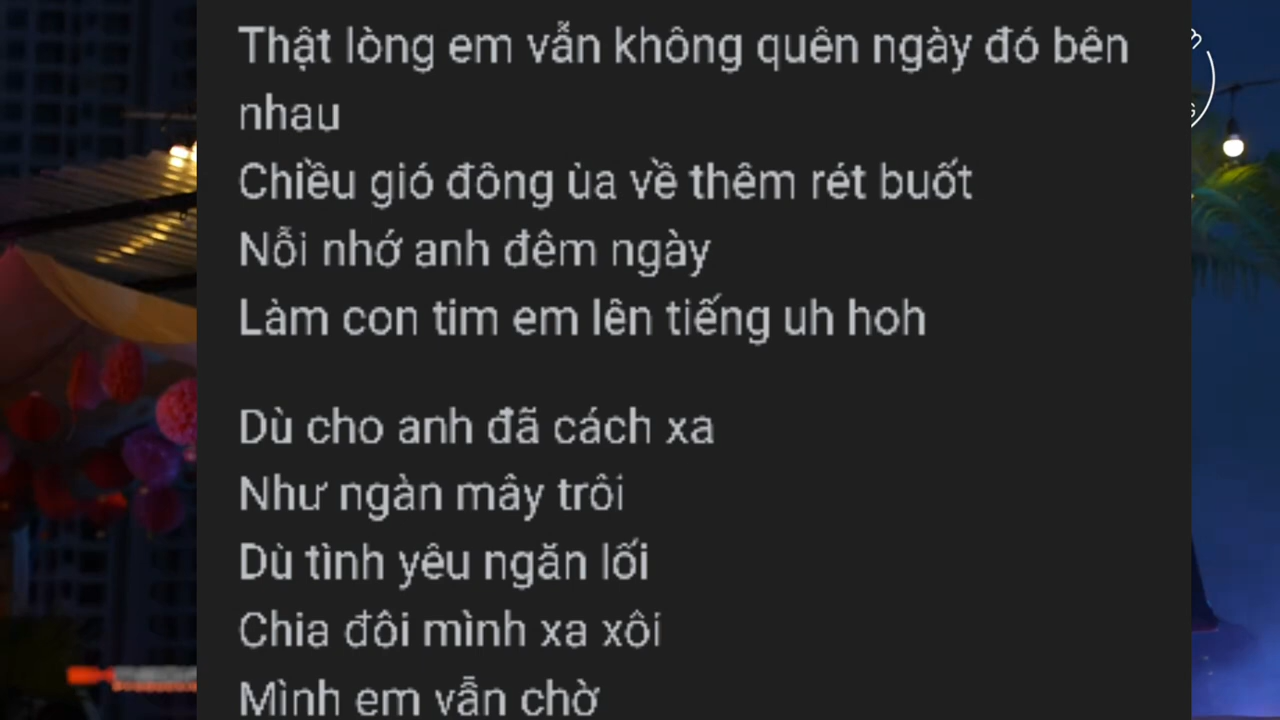 Thật lòng em vẫn không quên ngày đó bên
nhau
Chiều gió đông ùa về thêm rét buốt
Nỗi nhớ anh đêm ngày
Làm con tim em lên tiếng uh hoh
Dù cho anh đã cách xa
Như ngàn mây trôi
Dù tình yêu ngăn lối
Chia đôi mình xa xôi
Mình em vẫn chờ